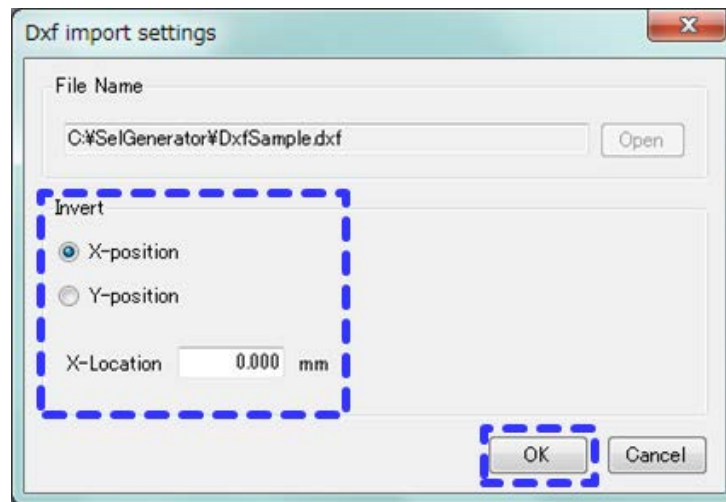 Dxf import settings
File Name
C:¥SelGenerator¥DxfSample.dxf
Open
Invert
X-position
Y-position
X-Location 0.000 mm
OK Cancel